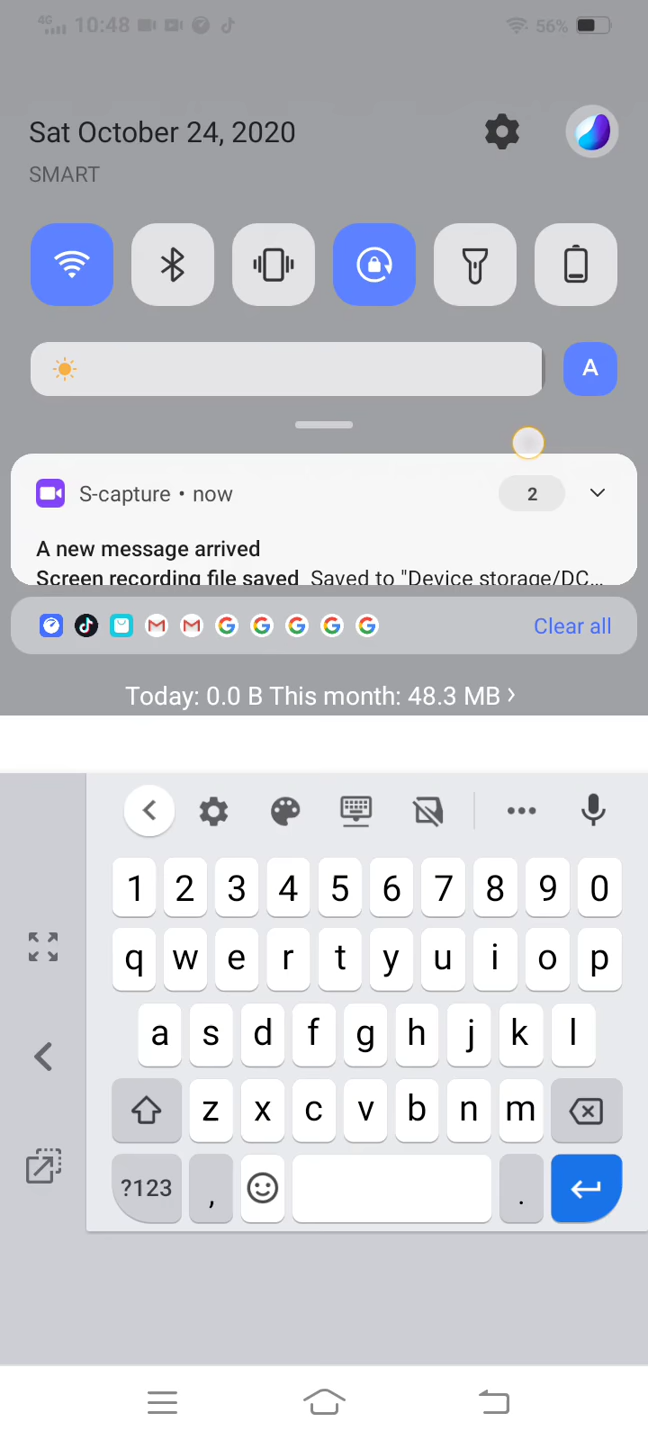 4G 10:48 56%
Sat October 24, 2020
SMART
A
S-capture • now 2
A new message arrived
Screen recording file saved Saved to "Device storage/DC...
Clear all
Today: 0.0 B This month: 48.3 MB >
1 2 3 4 5 6 7 8 9 0
q w e r t y u i o p
a s d f g h j k l
z x c v b n m
?123 , .